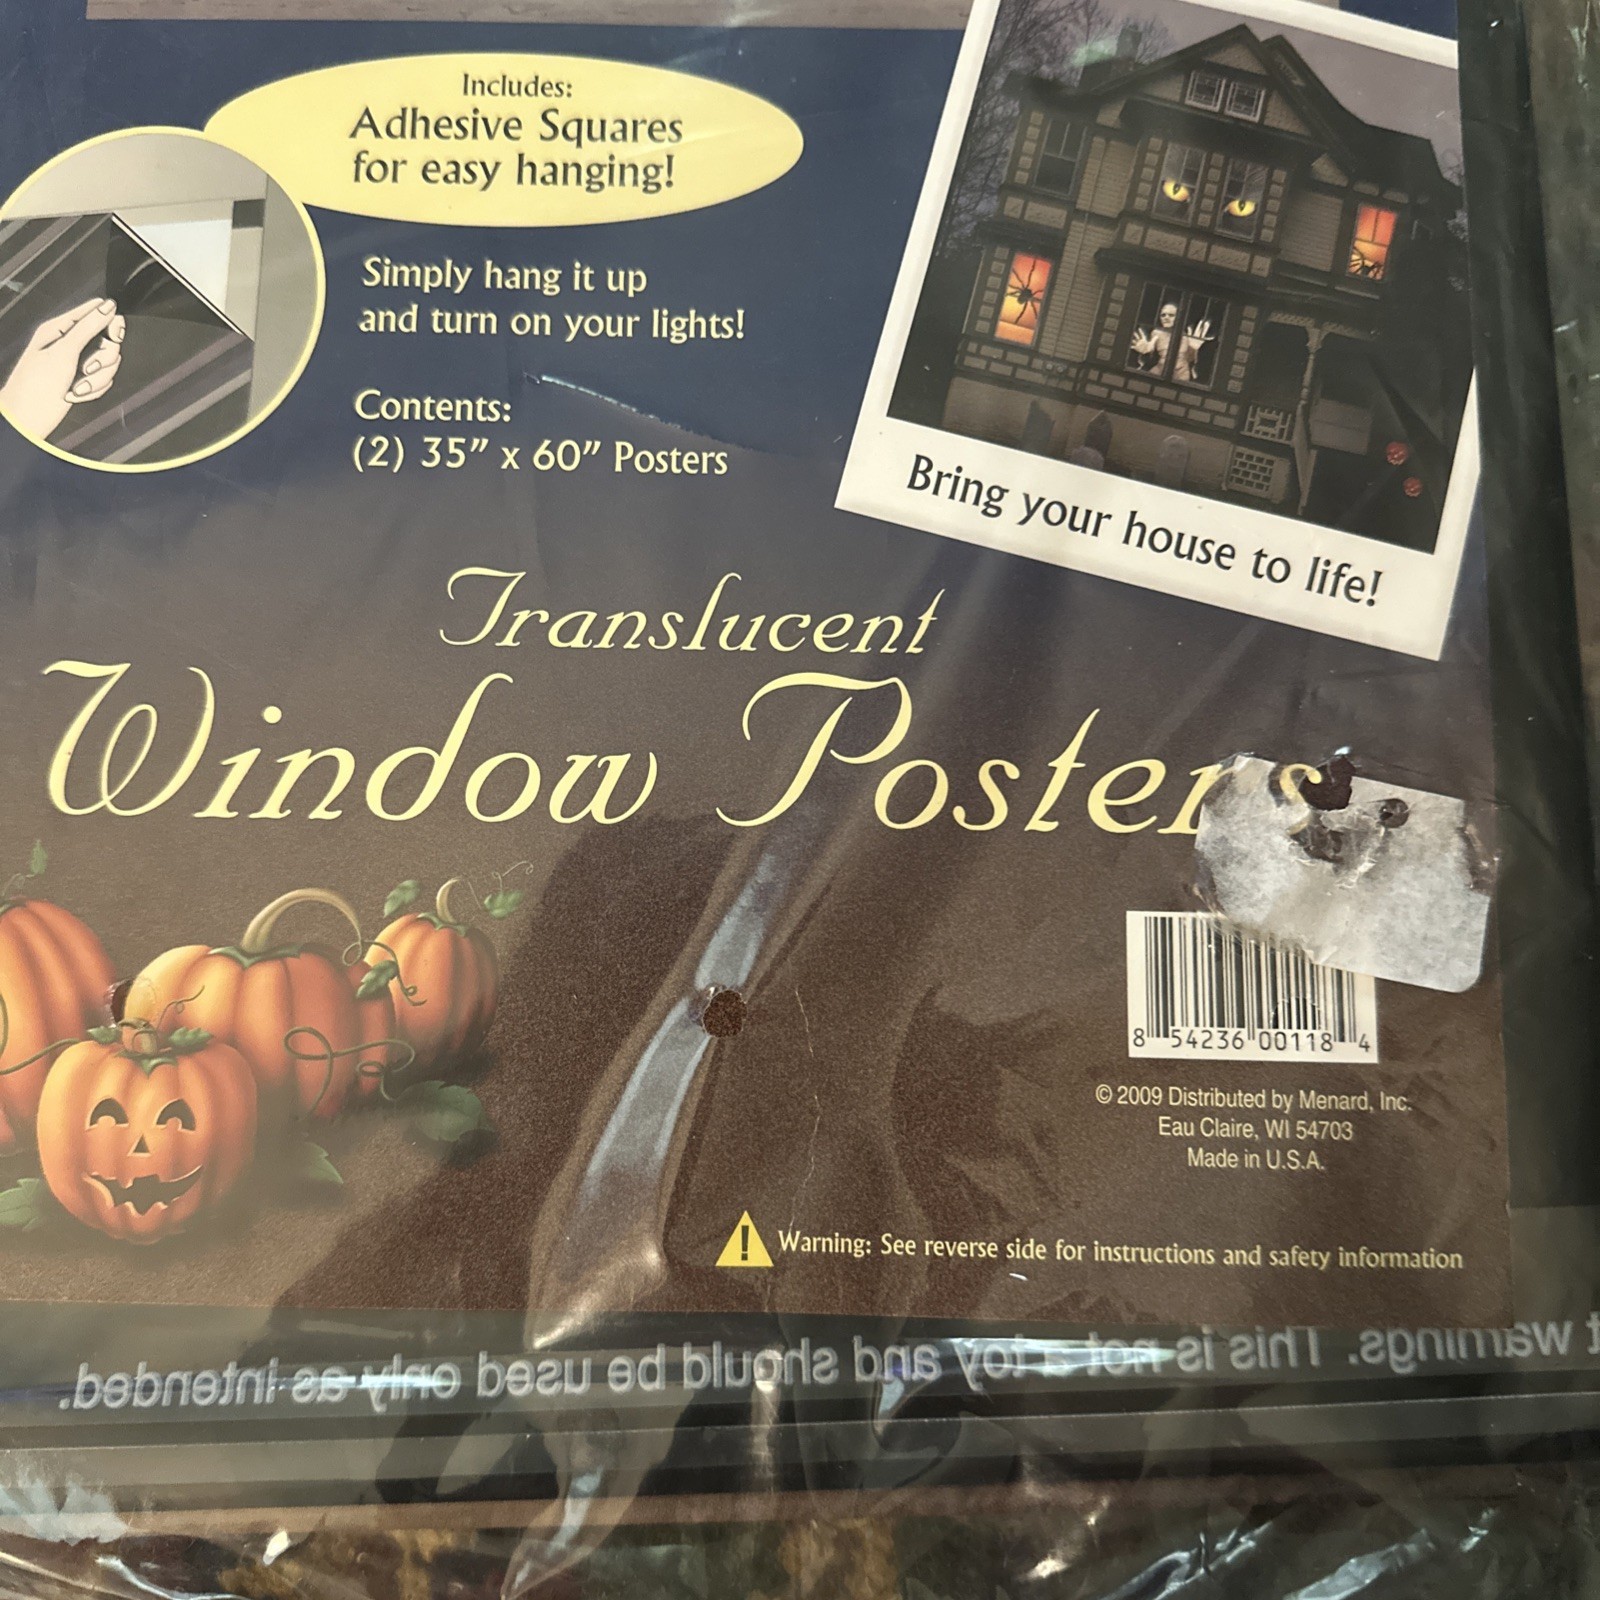 Includes:
Adhesive Squares
for easy hanging!
Simply hang it up
and turn on your lights!
Contents:
(2) 35" x 60" Posters
Bring your house to life!
Translucent
Window Posters
8 54236 00118 4
© 2009 Distributed by Menard, Inc.
Eau Claire, WI 54703
Made in U.S.A.
Warning: See reverse side for instructions and safety information
warnings. This is not a toy and should be used only as intended.